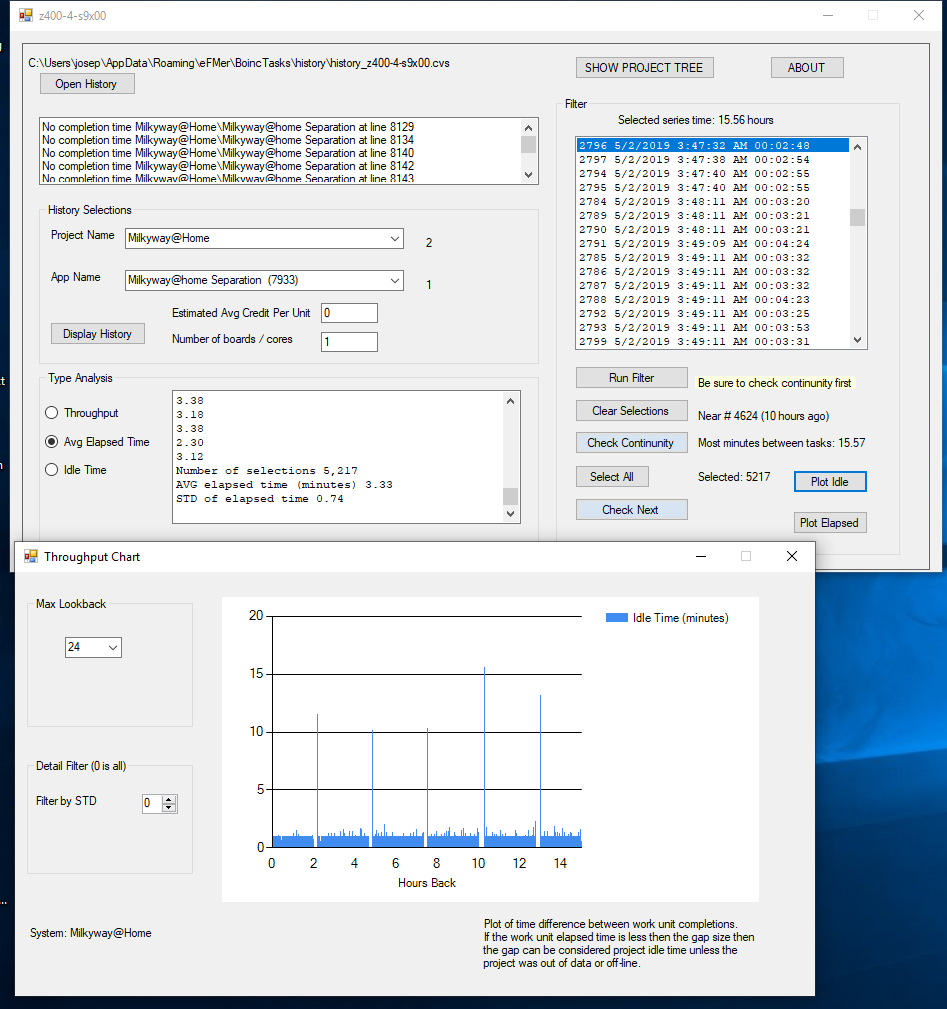 z400-4-s9x00
C:\Users\josep\AppData\Roaming\eFMer\BoincTasks\history\history_z400-4-s9x00.cvs
Open History
SHOW PROJECT TREE
ABOUT
No completion time Milkyway@Home\Milkyway@home Separation at line 8129
No completion time Milkyway@Home\Milkyway@home Separation at line 8134
No completion time Milkyway@Home\Milkyway@home Separation at line 8140
No completion time Milkyway@Home\Milkyway@home Separation at line 8142
No completion time Milkyway@Home\Milkyway@home Separation at line 8143
History Selections
Project Name
Milkyway@Home
2
App Name
Milkyway@home Separation (7933)
1
Estimated Avg Credit Per Unit
0
Display History
Number of boards / cores
1
Type Analysis
Throughput
Avg Elapsed Time
Idle Time
3.38
3.18
3.38
2.30
3.12
Number of selections 5,217
AVG elapsed time (minutes) 3.33
STD of elapsed time 0.74
Filter
Selected series time: 15.56 hours
2796 5/2/2019 3:47:32 AM 00:02:48
2797 5/2/2019 3:47:38 AM 00:02:54
2794 5/2/2019 3:47:40 AM 00:02:55
2795 5/2/2019 3:47:40 AM 00:02:55
2784 5/2/2019 3:48:11 AM 00:03:20
2789 5/2/2019 3:48:11 AM 00:03:21
2790 5/2/2019 3:48:11 AM 00:03:21
2791 5/2/2019 3:49:09 AM 00:04:24
2785 5/2/2019 3:49:11 AM 00:03:32
2786 5/2/2019 3:49:11 AM 00:03:32
2787 5/2/2019 3:49:11 AM 00:03:32
2788 5/2/2019 3:49:11 AM 00:04:23
2792 5/2/2019 3:49:11 AM 00:03:25
2793 5/2/2019 3:49:11 AM 00:03:53
2799 5/2/2019 3:49:11 AM 00:03:31
Run Filter
Be sure to check continuity first
Clear Selections
Near # 4624 (10 hours ago)
Check Continuity
Most minutes between tasks: 15.57
Select All
Selected: 5217
Plot Idle
Check Next
Plot Elapsed
Throughput Chart
Max Lookback
24
Detail Filter (0 is all)
Filter by STD
0
System: Milkyway@Home
20
15
10
5
0
0 2 4 6 8 10 12 14
Hours Back
Idle Time (minutes)
Plot of time difference between work unit completions.
If the work unit elapsed time is less then the gap size then
the gap can be considered project idle time unless the
project was out of data or off-line.